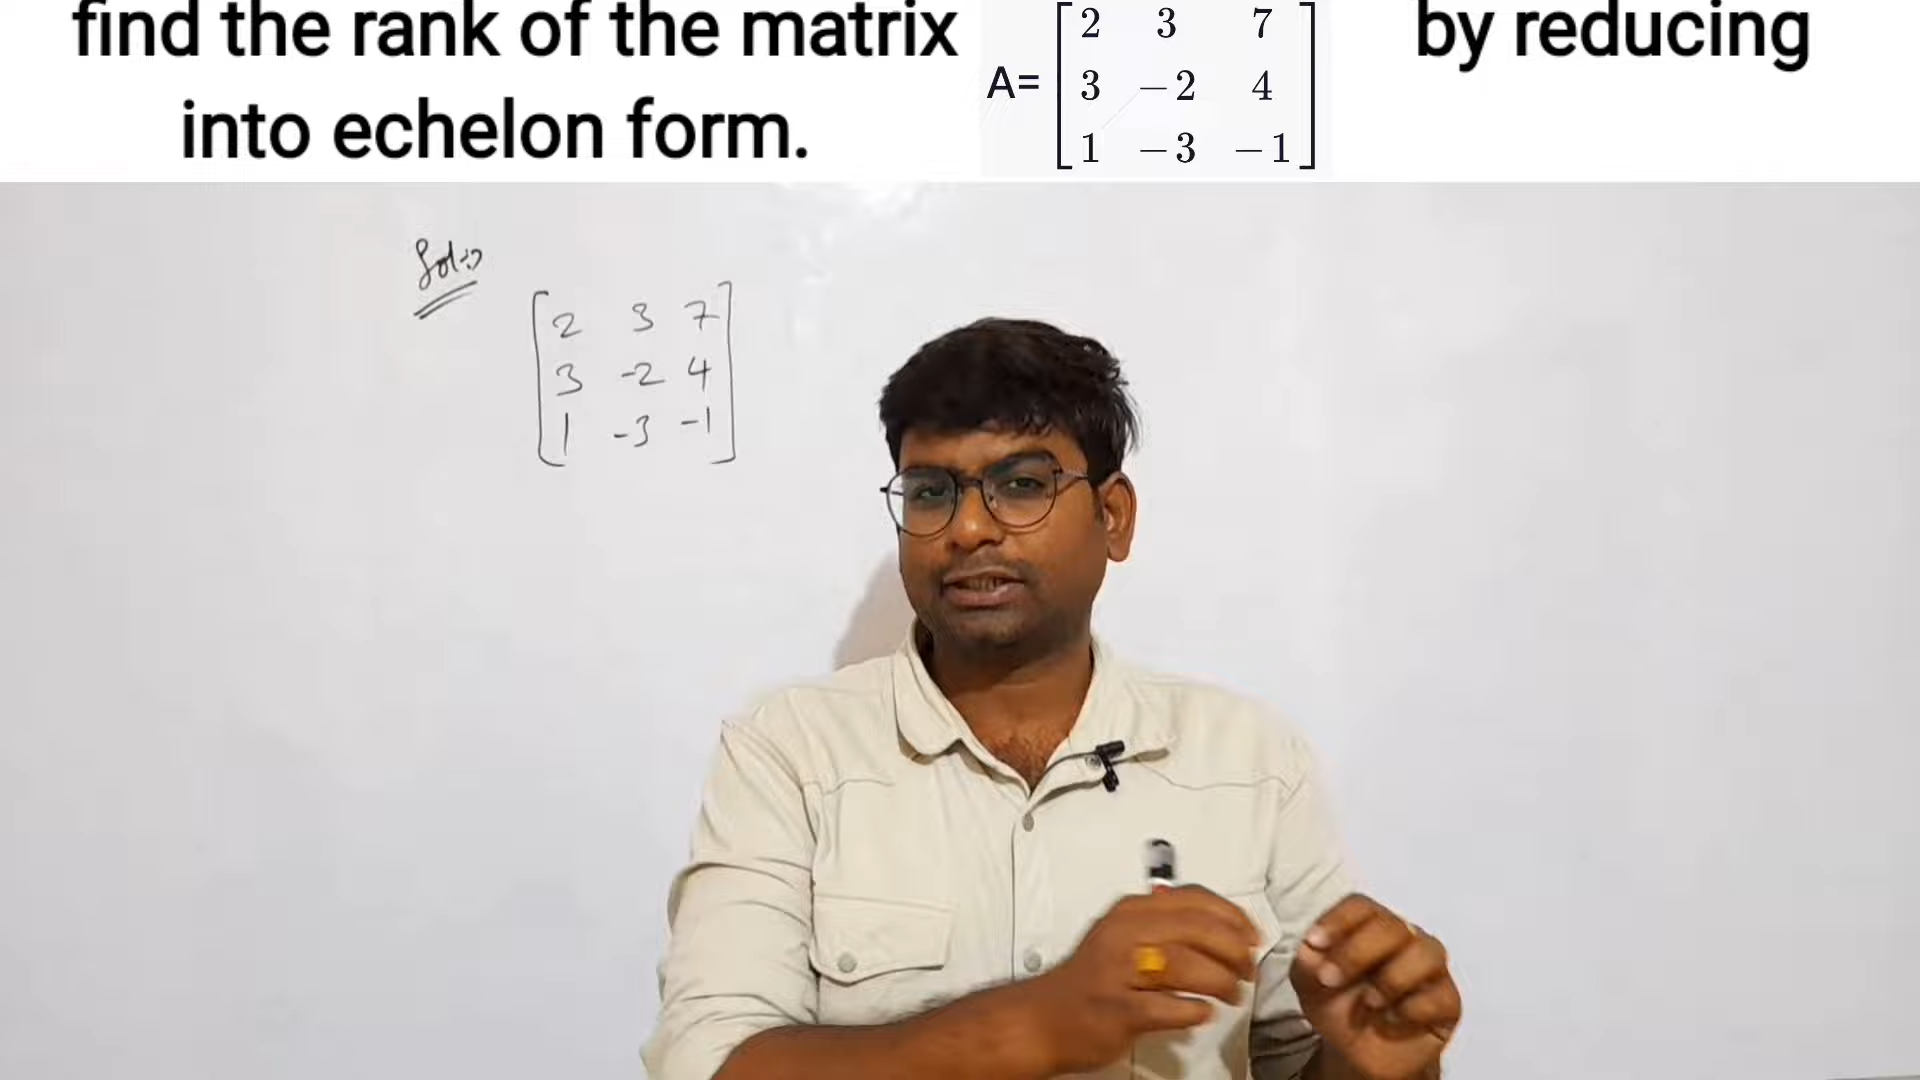 find the rank of the matrix A= [2 3 7; 3 −2 4; 1 −3 −1] by reducing
into echelon form.
Sol:-
2 3 7
3 -2 4
1 -3 -1